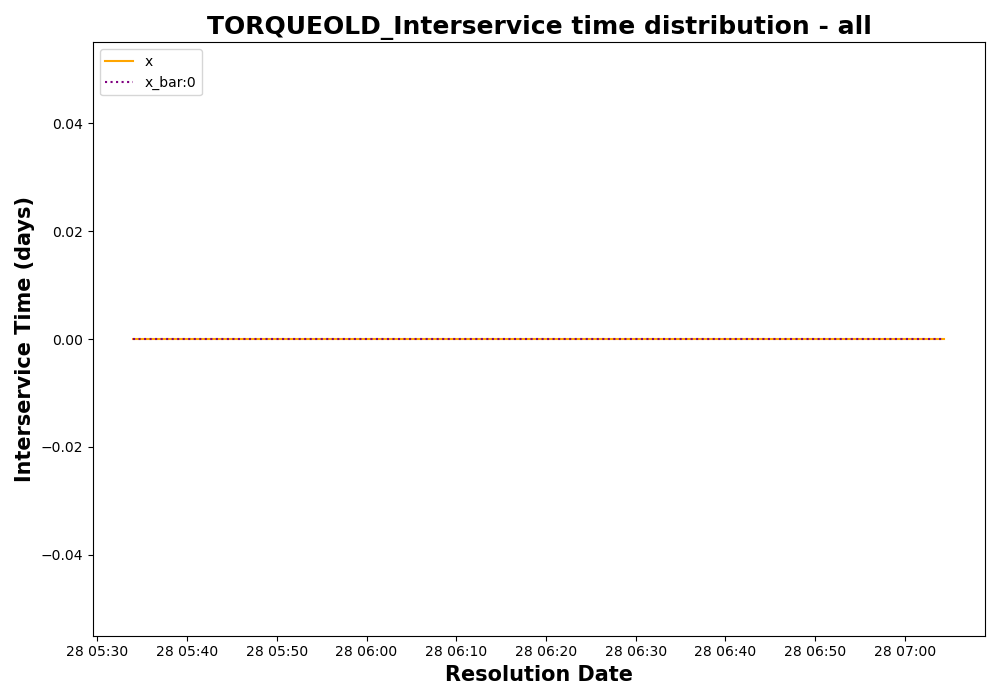 TORQUEOLD_Interservice time distribution - all
x
x_bar:0
Interservice Time (days)
0.04
0.02
0.00
−0.02
−0.04
28 05:30 28 05:40 28 05:50 28 06:00 28 06:10 28 06:20 28 06:30 28 06:40 28 06:50 28 07:00
Resolution Date